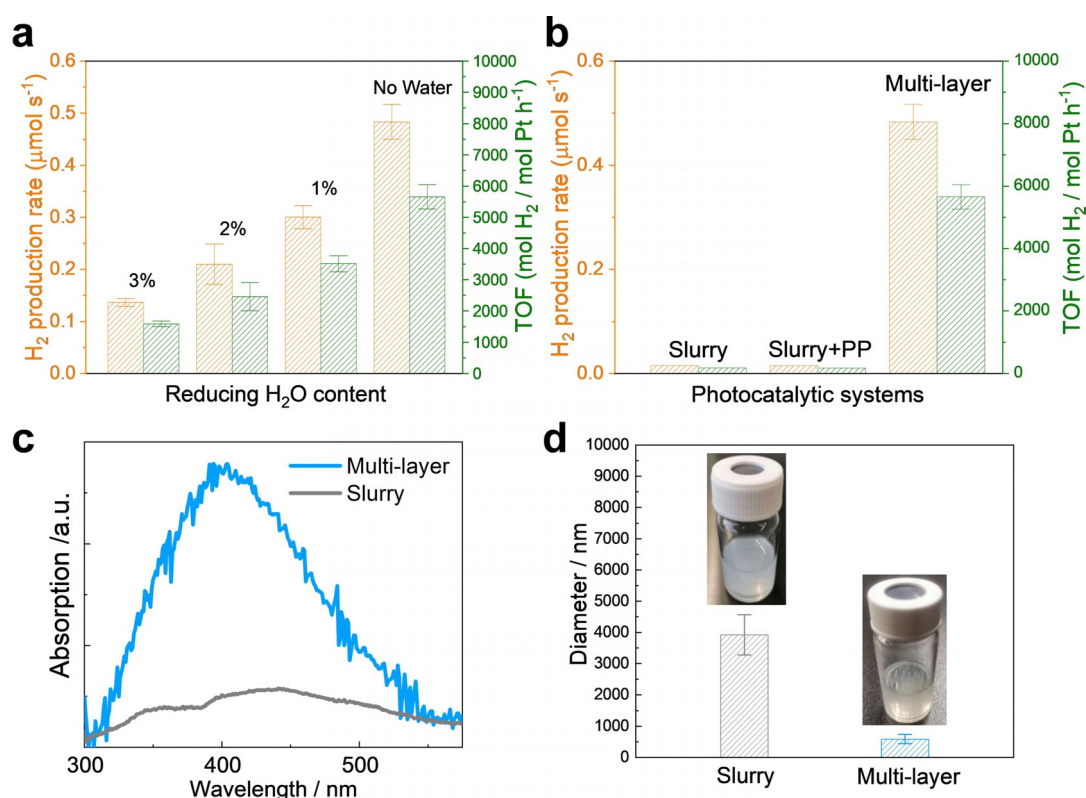 a
H₂ production rate (μmol s⁻¹)
0.6
0.5
0.4
0.3
0.2
0.1
0.0
3%
2%
1%
No Water
10000
9000
8000
7000
6000
5000
4000
3000
2000
1000
0
TOF (mol H₂ / mol Pt h⁻¹)
Reducing H₂O content
b
H₂ production rate (μmol s⁻¹)
0.6
0.4
0.2
0.0
Slurry
Slurry+PP
Multi-layer
10000
8000
6000
4000
2000
0
TOF (mol H₂ / mol Pt h⁻¹)
Photocatalytic systems
c
Absorption /a.u.
Multi-layer
Slurry
300
400
500
Wavelength / nm
d
Diameter / nm
10000
9000
8000
7000
6000
5000
4000
3000
2000
1000
0
Slurry
Multi-layer